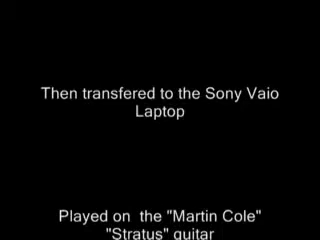 Then transfered to the Sony Vaio
Laptop
Played on the "Martin Cole"
"Stratus" guitar